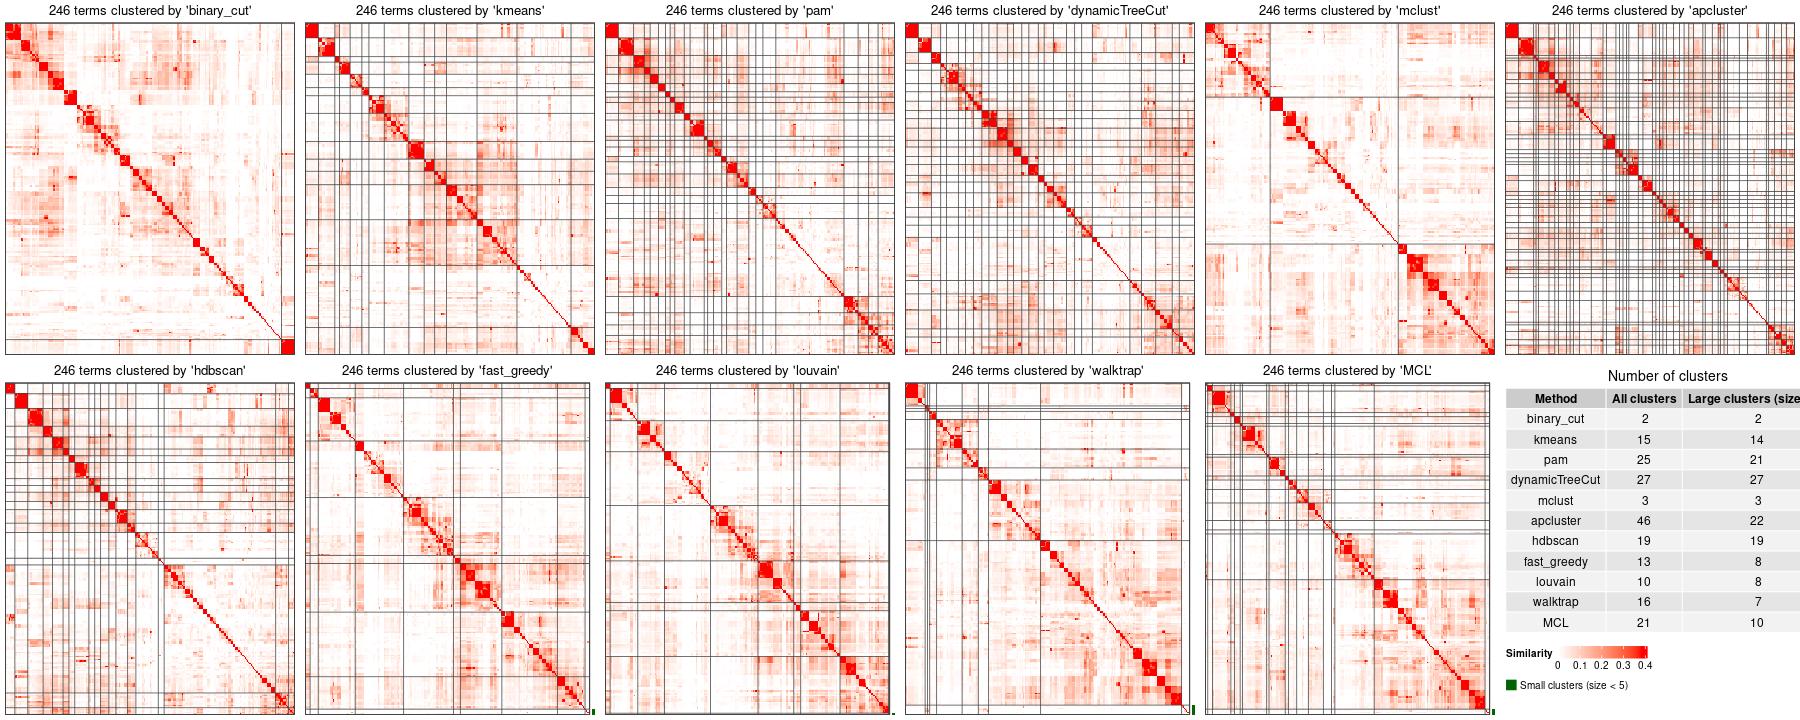 246 terms clustered by 'binary_cut'
246 terms clustered by 'kmeans'
246 terms clustered by 'pam'
246 terms clustered by 'dynamicTreeCut'
246 terms clustered by 'mclust'
246 terms clustered by 'apcluster'
246 terms clustered by 'hdbscan'
246 terms clustered by 'fast_greedy'
246 terms clustered by 'louvain'
246 terms clustered by 'walktrap'
246 terms clustered by 'MCL'
Number of clusters
Method All clusters Large clusters (size
binary_cut 2 2
kmeans 15 14
pam 25 21
dynamicTreeCut 27 27
mclust 3 3
apcluster 46 22
hdbscan 19 19
fast_greedy 13 8
louvain 10 8
walktrap 16 7
MCL 21 10
Similarity
0 0.1 0.2 0.3 0.4
Small clusters (size < 5)